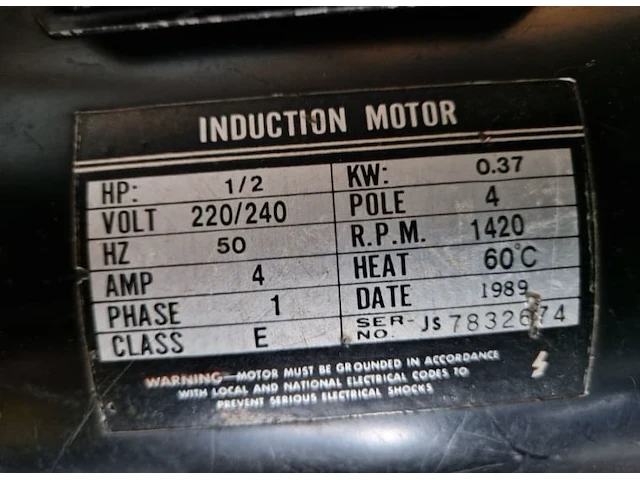 INDUCTION MOTOR
HP: 1/2 KW: 0.37
VOLT 220/240 POLE 4
HZ 50 R.P.M. 1420
AMP 4 HEAT 60°C
PHASE 1 DATE 1989
CLASS E SER-NO. JS 7832674
WARNING—MOTOR MUST BE GROUNDED IN ACCORDANCE
WITH LOCAL AND NATIONAL ELECTRICAL CODES TO
PREVENT SERIOUS ELECTRICAL SHOCKS